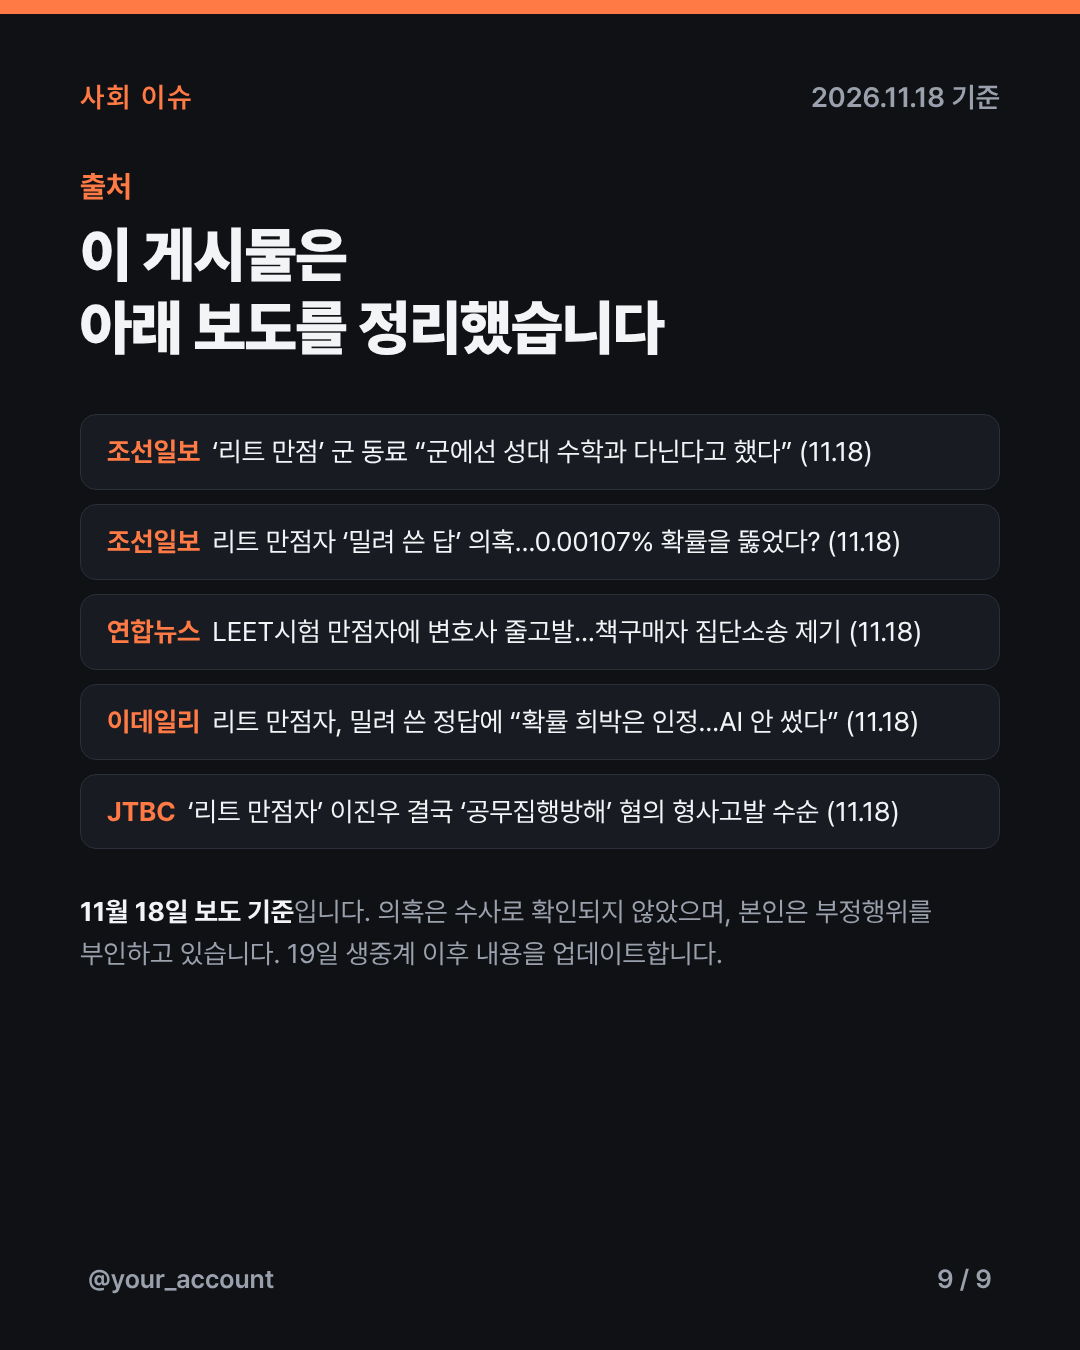 사회 이슈
2026.11.18 기준
출처
이 게시물은
아래 보도를 정리했습니다
조선일보 ‘리트 만점’ 군 동료 “군에선 성대 수학과 다닌다고 했다” (11.18)
조선일보 리트 만점자 ‘밀려 쓴 답’ 의혹…0.00107% 확률을 뚫었다? (11.18)
연합뉴스 LEET시험 만점자에 변호사 줄고발…책구매자 집단소송 제기 (11.18)
이데일리 리트 만점자, 밀려 쓴 정답에 “확률 희박은 인정…AI 안 썼다” (11.18)
JTBC ‘리트 만점자’ 이진우 결국 ‘공무집행방해’ 혐의 형사고발 수순 (11.18)
11월 18일 보도 기준입니다. 의혹은 수사로 확인되지 않았으며, 본인은 부정행위를
부인하고 있습니다. 19일 생중계 이후 내용을 업데이트합니다.
@your_account
9 / 9